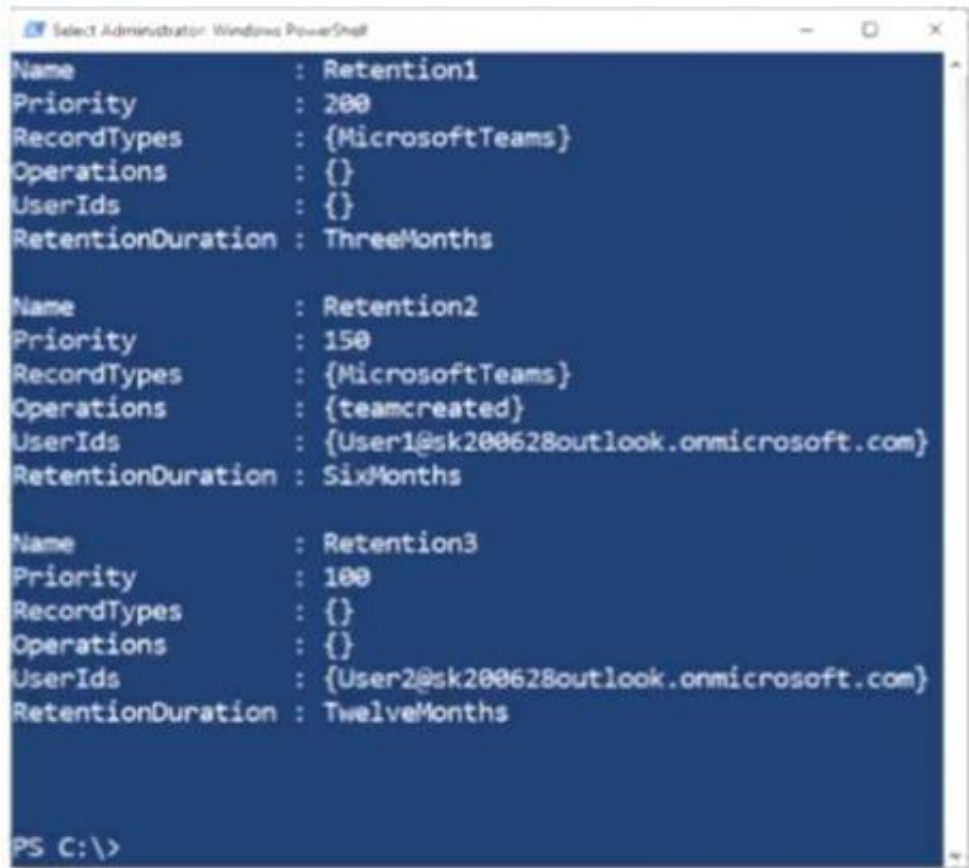 Select Administrator: Windows PowerShell
Name : Retention1
Priority : 200
RecordTypes : {MicrosoftTeams}
Operations : {}
UserIds : {}
RetentionDuration : ThreeMonths
Name : Retention2
Priority : 150
RecordTypes : {MicrosoftTeams}
Operations : {teamcreated}
UserIds : {User1@sk200628outlook.onmicrosoft.com}
RetentionDuration : SixMonths
Name : Retention3
Priority : 100
RecordTypes : {}
Operations : {}
UserIds : {User2@sk200628outlook.onmicrosoft.com}
RetentionDuration : TwelveMonths
PS C:\>